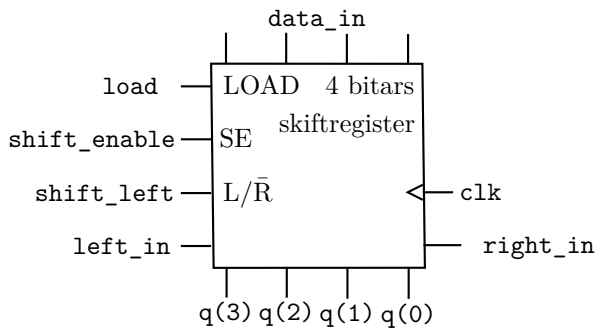 data_in
load LOAD 4 bitars
skiftregister
shift_enable SE
shift_left L/R̄ clk
left_in right_in
q(3) q(2) q(1) q(0)